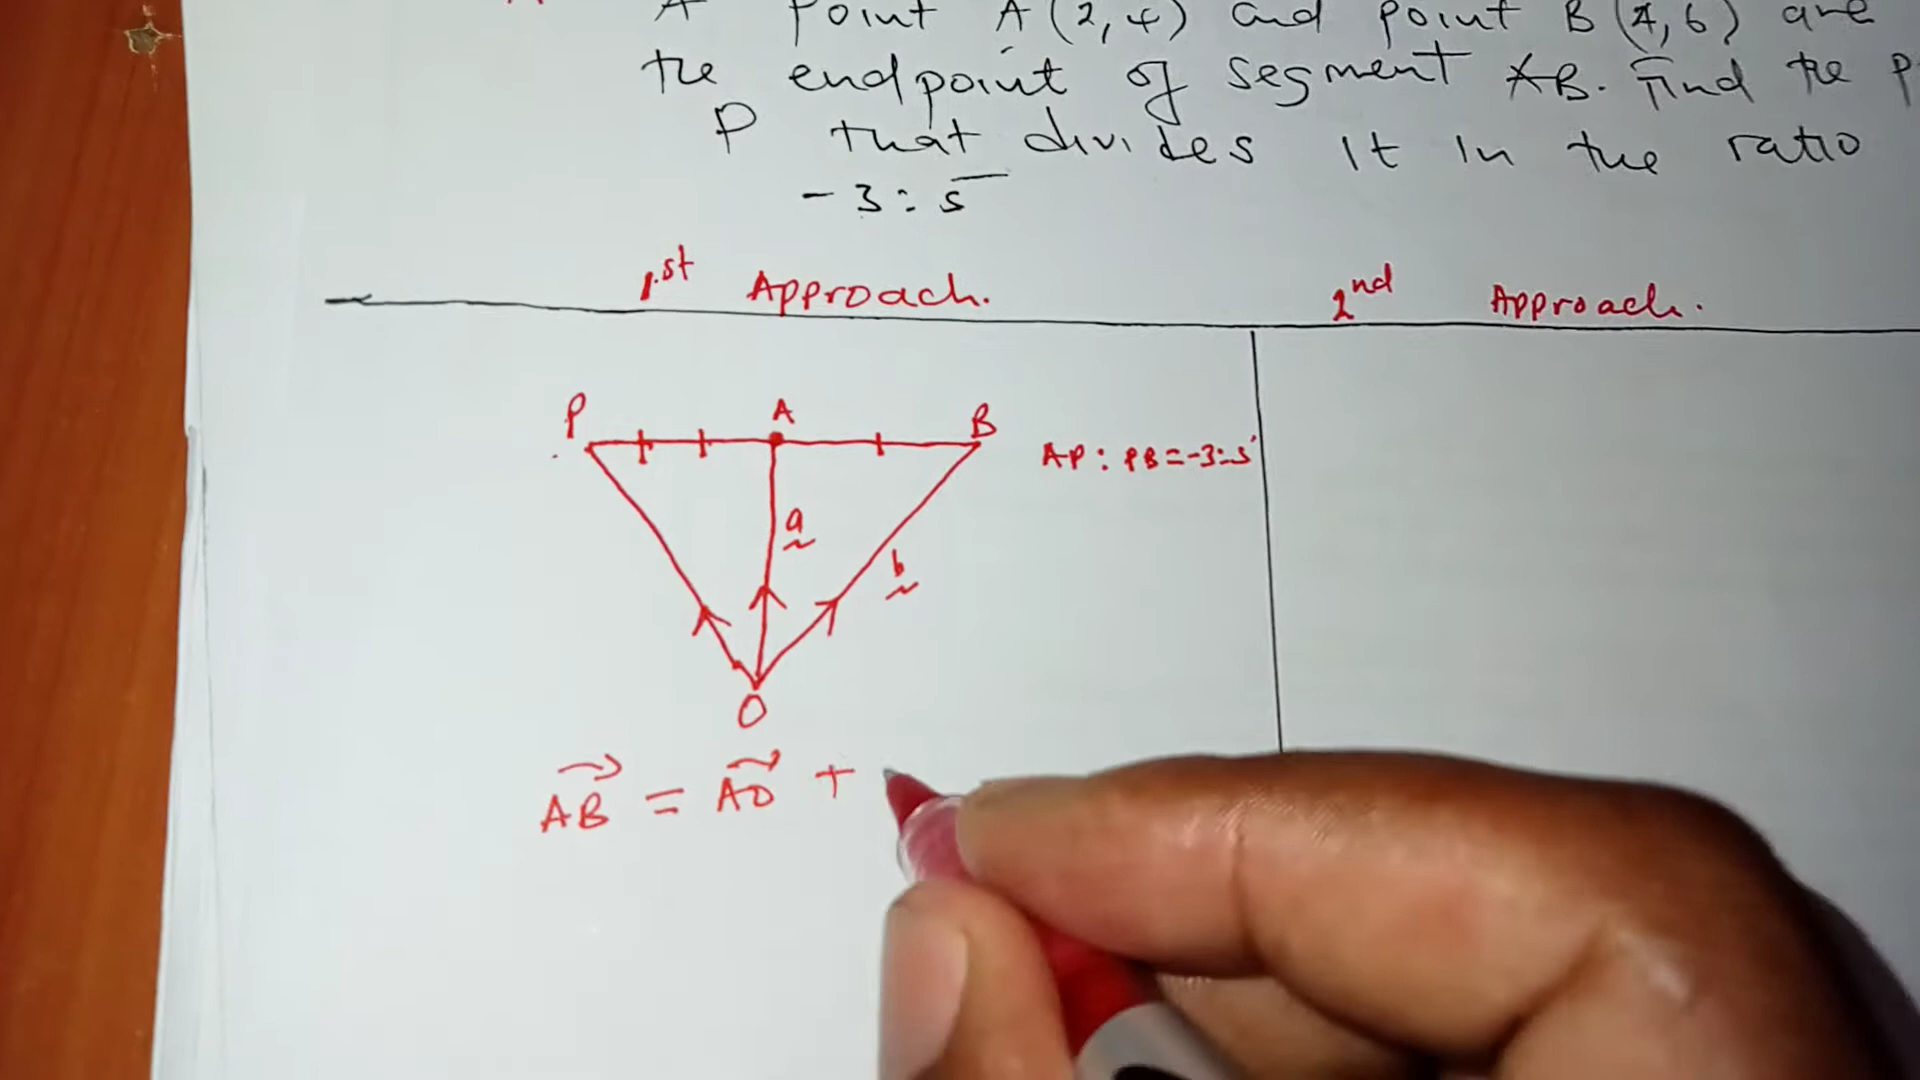 A point A(2,4) and point B(4,6) are
the endpoint of segment AB. Find the
P that divides it in the ratio
-3:5
1st Approach.
2nd Approach.
P A B
AP : PB = -3:5
a
b
O
AB = AO +